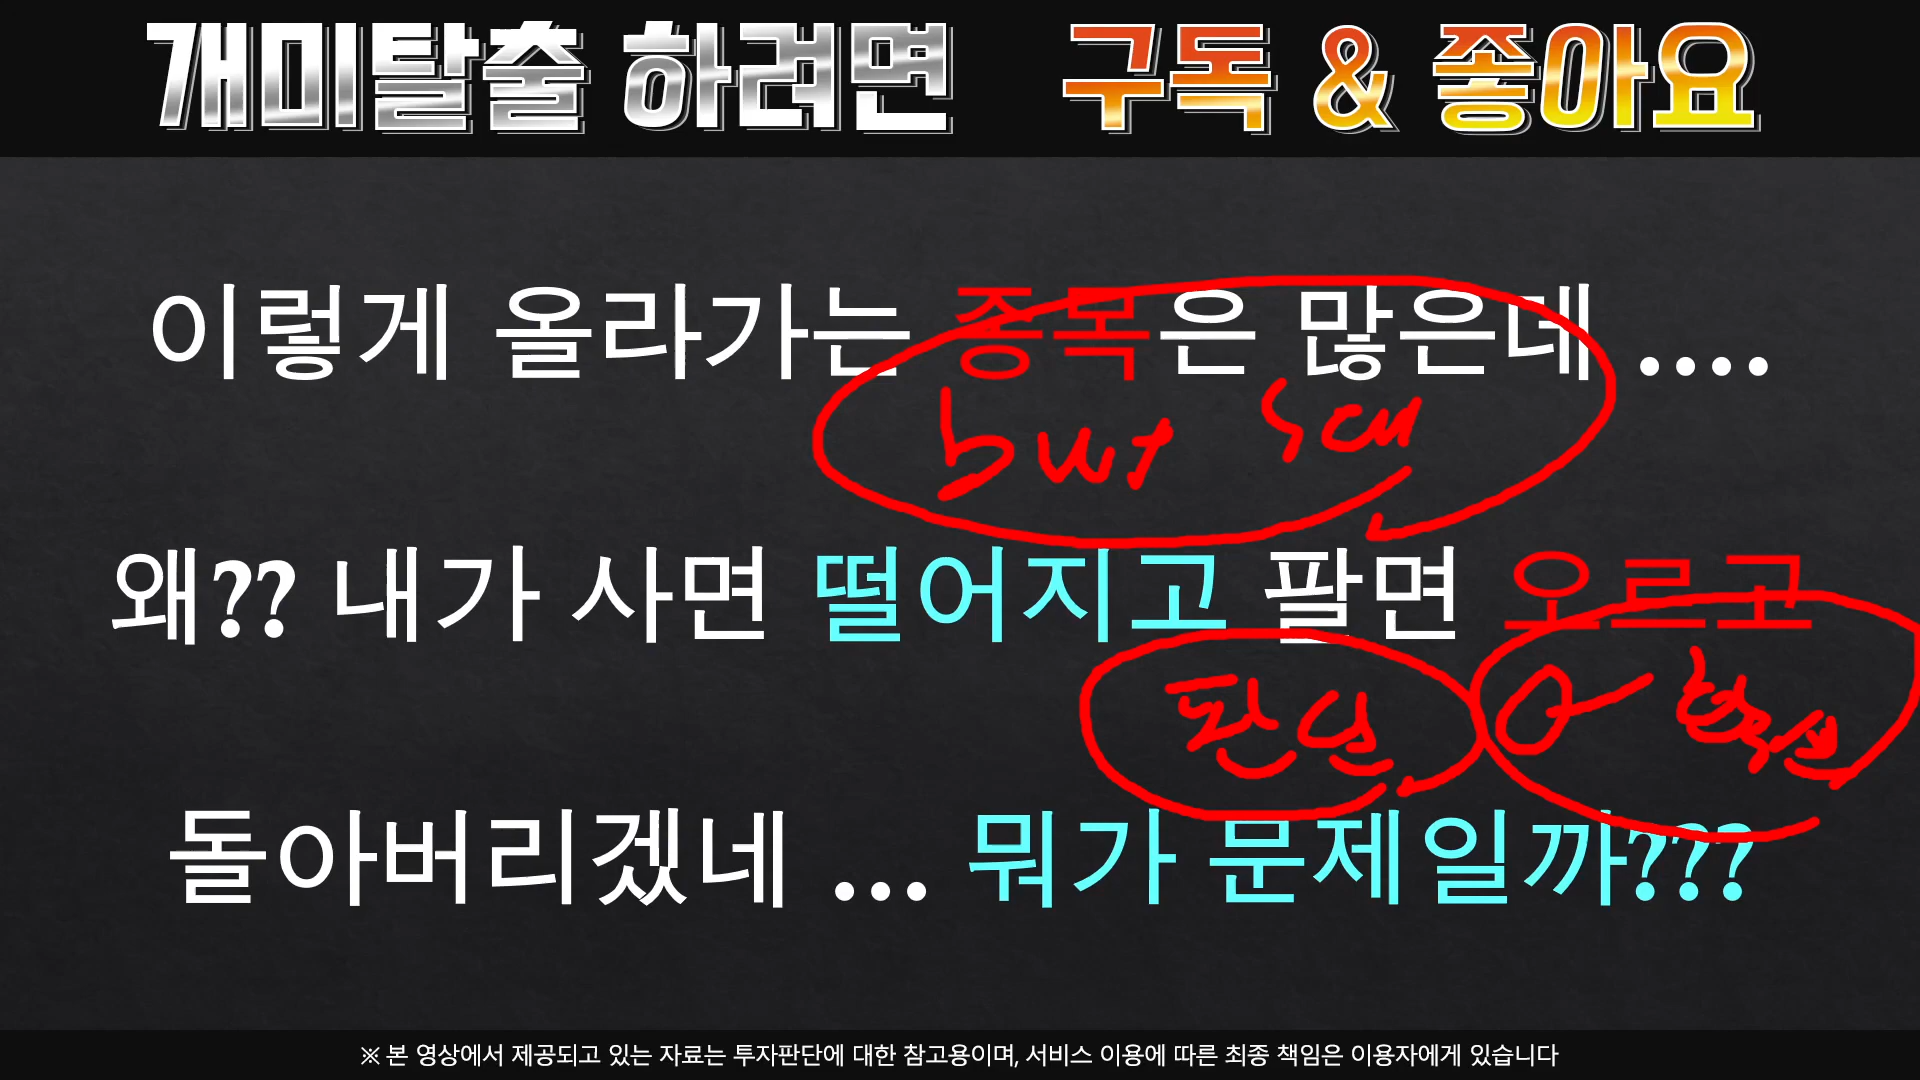 개미탈출 하려면 구독 & 좋아요
이렇게 올라가는 종목은 많은데 ....
but
왜?? 내가 사면 떨어지고 팔면 오르고
판단
돌아버리겠네 ... 뭐가 문제일까???
※ 본 영상에서 제공되고 있는 자료는 투자판단에 대한 참고용이며, 서비스 이용에 따른 최종 책임은 이용자에게 있습니다